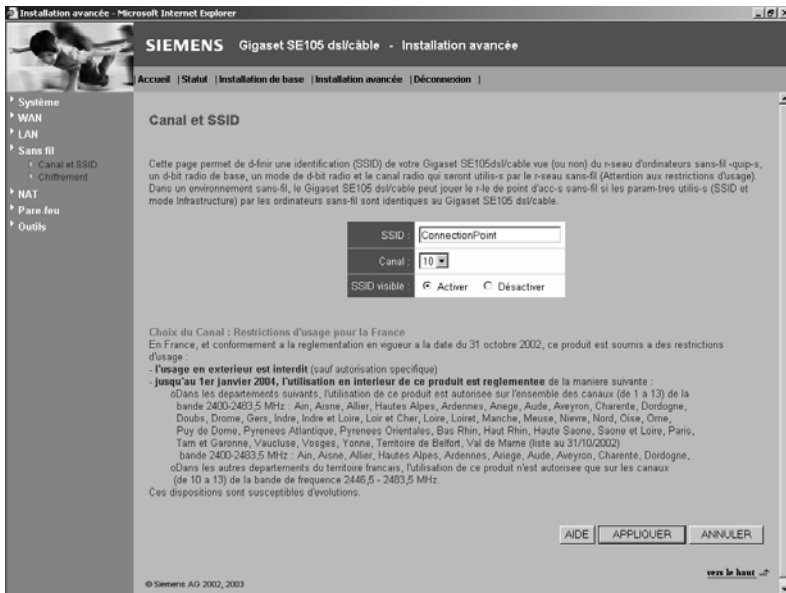 Installation avancée - Microsoft Internet Explorer
SIEMENS Gigaset SE105 dsl/câble - Installation avancée
|Accueil |Statut |Installation de base |Installation avancée |Déconnexion |
Système
WAN
LAN
Sans fil
Canal et SSID
Chiffrement
NAT
Pare-feu
Outils
Canal et SSID
Cette page permet de d-finir une identification (SSID) de votre Gigaset SE105dsl/cable vue (ou non) du r-seau d'ordinateurs sans-fil -quip-s,
un d-bit radio de base, un mode de d-bit radio et le canal radio qui seront utilis-s par le r-seau sans-fil (Attention aux restrictions d'usage).
Dans un environnement sans-fil, le Gigaset SE105 dsl/cable peut jouer le r-le de point d'acc-s sans-fil si les param-tres utilis-s (SSID et
mode Infrastructure) par les ordinateurs sans-fil sont identiques au Gigaset SE105 dsl/cable.
SSID : ConnectionPoint
Canal : 10
SSID visible : Activer Désactiver
Choix du Canal : Restrictions d'usage pour la France
En France, et conformement a la reglementation en vigueur a la date du 31 octobre 2002, ce produit est soumis a des restrictions
d'usage :
- l'usage en exterieur est interdit (sauf autorisation specifique)
- jusqu'au 1er janvier 2004, l'utilisation en interieur de ce produit est reglementee de la maniere suivante :
oDans les departements suivants, l'utilisation de ce produit est autorisee sur l'ensemble des canaux (de 1 a 13) de la
bande 2400-2483,5 MHz : Ain, Aisne, Allier, Hautes Alpes, Ardennes, Ariege, Aude, Aveyron, Charente, Dordogne,
Doubs, Drome, Gers, Indre, Indre et Loire, Loir et Cher, Loire, Loiret, Manche, Meuse, Nievre, Nord, Oise, Orne,
Puy de Dome, Pyrenees Atlantique, Pyrenees Orientales, Bas Rhin, Haut Rhin, Haute Saone, Saone et Loire, Paris,
Tarn et Garonne, Vaucluse, Vosges, Yonne, Territoire de Belfort, Val de Marne (liste au 31/10/2002)
bande 2400-2483,5 MHz : Ain, Aisne, Allier, Hautes Alpes, Ardennes, Ariege, Aude, Aveyron, Charente, Dordogne,
oDans les autres departements du territoire francais, l'utilisation de ce produit n'est autorisee que sur les canaux
(de 10 a 13) de la bande de frequence 2446,5 - 2483,5 MHz.
Ces dispositions sont susceptibles d'evolutions.
AIDE APPLIQUER ANNULER
vers le haut
© Siemens AG 2002, 2003